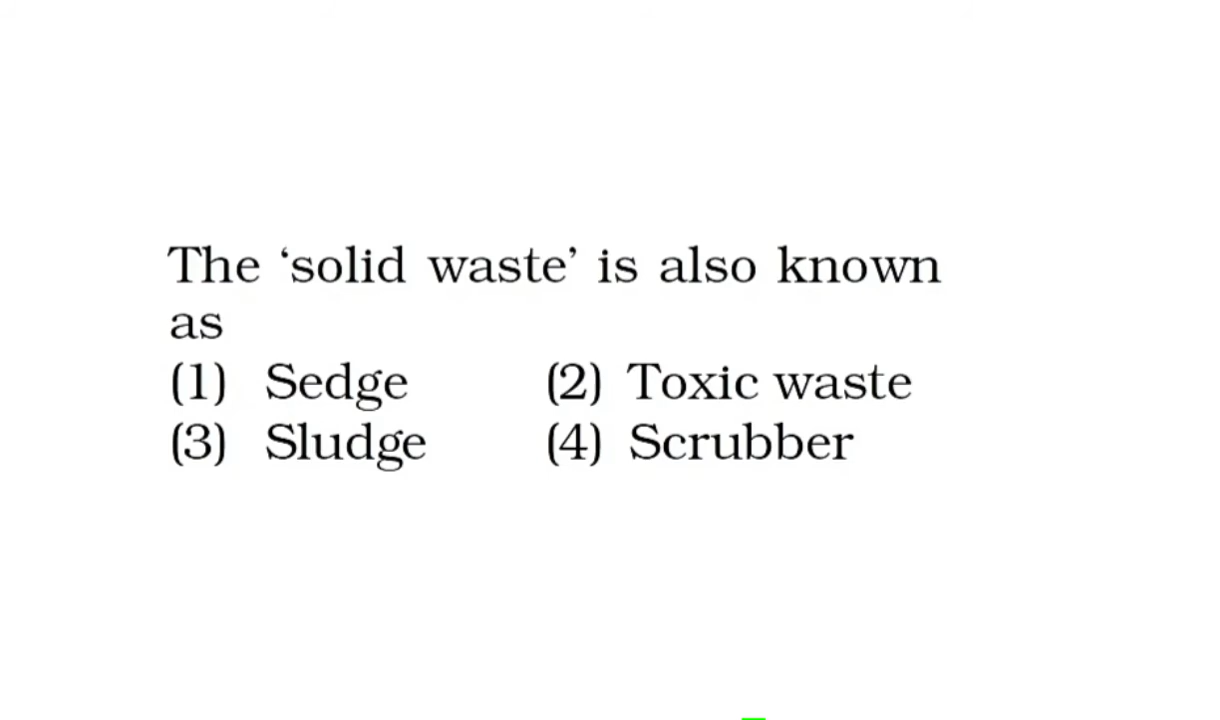 The ‘solid waste’ is also known
as
(1) Sedge (2) Toxic waste
(3) Sludge (4) Scrubber